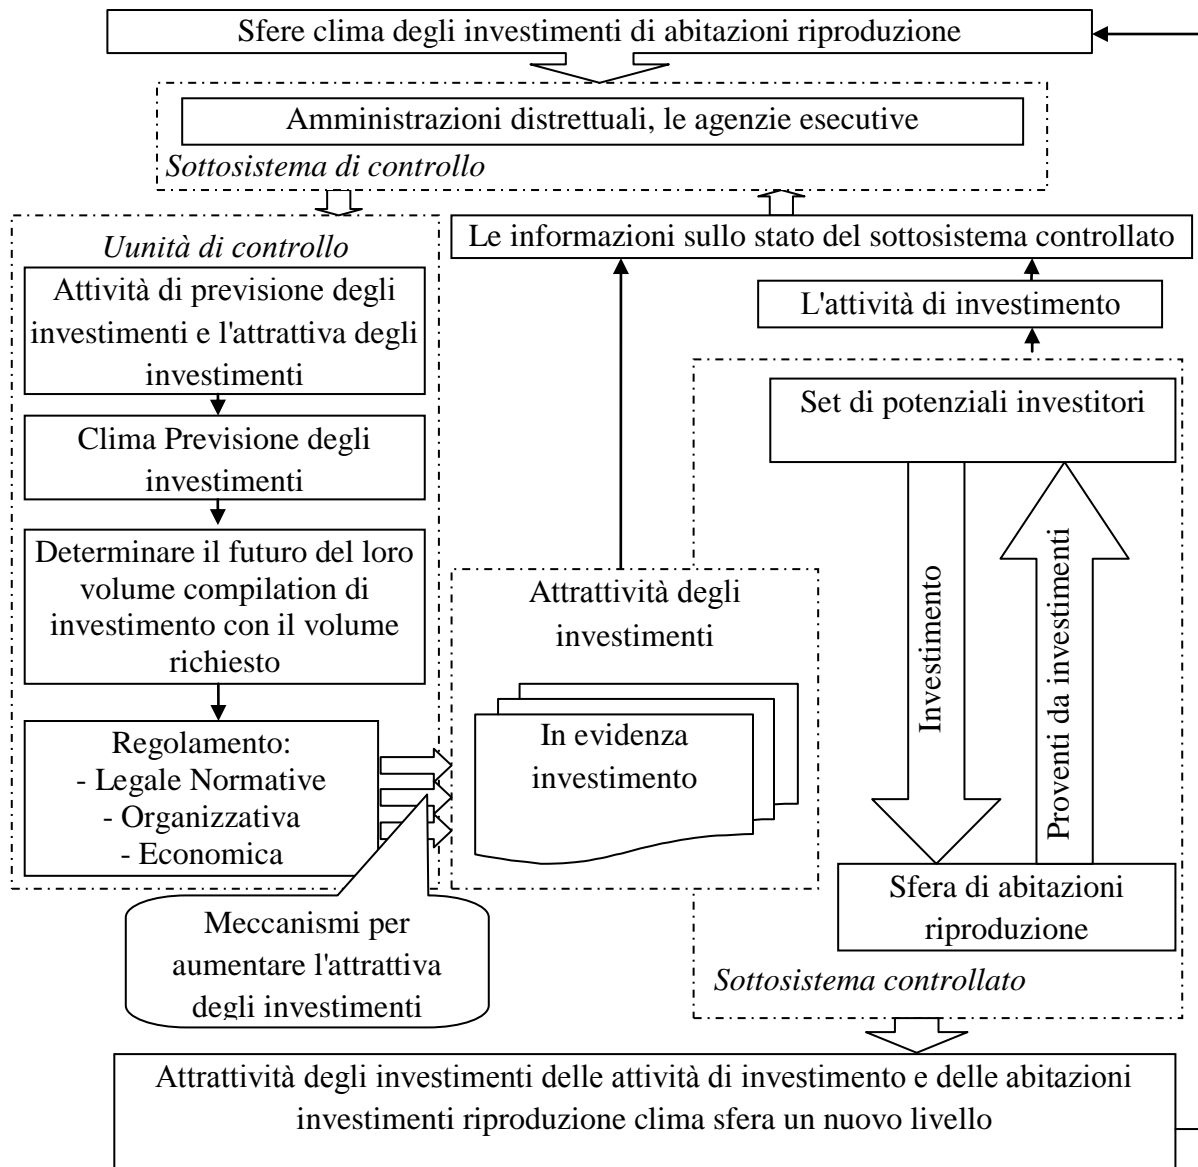 Sfere clima degli investimenti di abitazioni riproduzione
Amministrazioni distrettuali, le agenzie esecutive
Sottosistema di controllo
Uunità di controllo
Attività di previsione degli
investimenti e l'attrattiva degli
investimenti
Clima Previsione degli
investimenti
Determinare il futuro del loro
volume compilation di
investimento con il volume
richiesto
Regolamento:
- Legale Normative
- Organizzativa
- Economica
Meccanismi per
aumentare l'attrattiva
degli investimenti
Le informazioni sullo stato del sottosistema controllato
L'attività di investimento
Set di potenziali investitori
Attrattività degli
investimenti
In evidenza
investimento
Investimento
Proventi da investimenti
Sfera di abitazioni
riproduzione
Sottosistema controllato
Attrattività degli investimenti delle attività di investimento e delle abitazioni
investimenti riproduzione clima sfera un nuovo livello